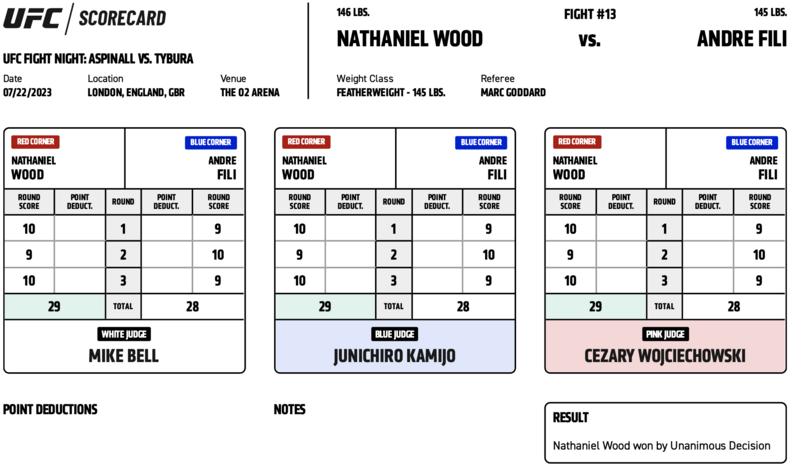 UFC / SCORECARD
UFC FIGHT NIGHT: ASPINALL VS. TYBURA
Date Location Venue
07/22/2023 LONDON, ENGLAND, GBR THE O2 ARENA
146 LBS. FIGHT #13 145 LBS.
NATHANIEL WOOD VS. ANDRE FILI
Weight Class Referee
FEATHERWEIGHT - 145 LBS. MARC GODDARD
RED CORNER BLUE CORNER
NATHANIEL ANDRE
WOOD FILI
ROUND POINT ROUND POINT ROUND
SCORE DEDUCT. DEDUCT. SCORE
10 1 9
9 2 10
10 3 9
29 TOTAL 28
WHITE JUDGE
MIKE BELL
RED CORNER BLUE CORNER
NATHANIEL ANDRE
WOOD FILI
ROUND POINT ROUND POINT ROUND
SCORE DEDUCT. DEDUCT. SCORE
10 1 9
9 2 10
10 3 9
29 TOTAL 28
BLUE JUDGE
JUNICHIRO KAMIJO
RED CORNER BLUE CORNER
NATHANIEL ANDRE
WOOD FILI
ROUND POINT ROUND POINT ROUND
SCORE DEDUCT. DEDUCT. SCORE
10 1 9
9 2 10
10 3 9
29 TOTAL 28
PINK JUDGE
CEZARY WOJCIECHOWSKI
POINT DEDUCTIONS
NOTES
RESULT
Nathaniel Wood won by Unanimous Decision